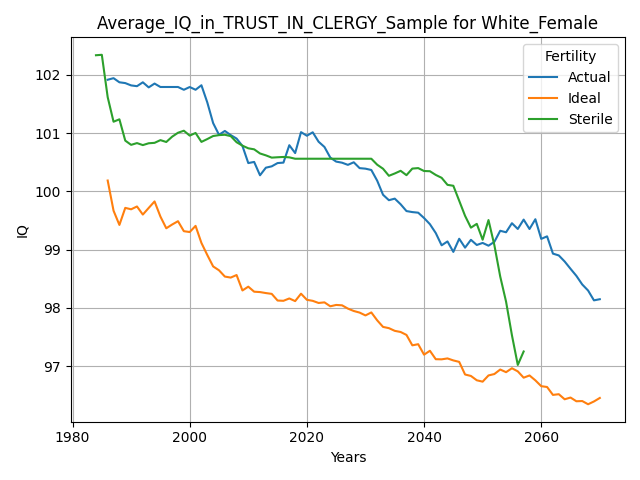 Average_IQ_in_TRUST_IN_CLERGY_Sample for White_Female
Fertility
Actual
Ideal
Sterile
102
101
100
99
98
97
IQ
1980
2000
2020
2040
2060
Years